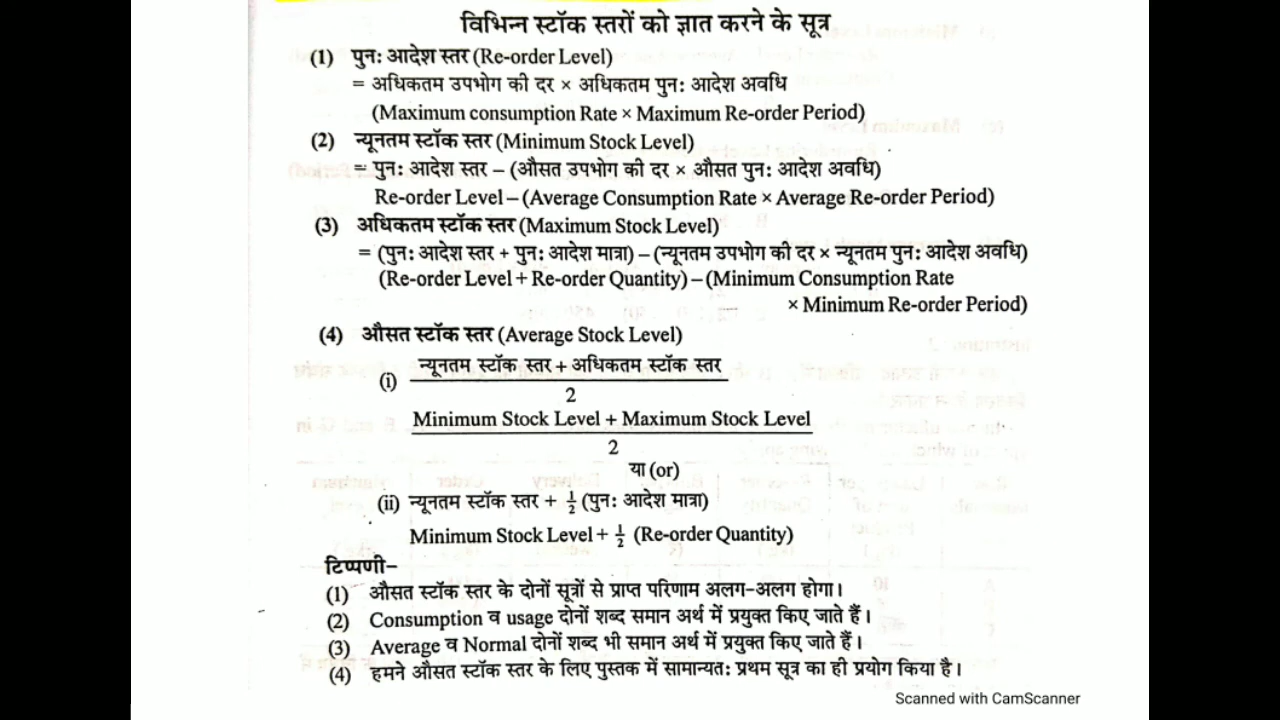 विभिन्न स्टॉक स्तरों को ज्ञात करने के सूत्र
(1) पुनः आदेश स्तर (Re-order Level)
= अधिकतम उपभोग की दर × अधिकतम पुनः आदेश अवधि
(Maximum consumption Rate × Maximum Re-order Period)
(2) न्यूनतम स्टॉक स्तर (Minimum Stock Level)
= पुनः आदेश स्तर – (औसत उपभोग की दर × औसत पुनः आदेश अवधि)
Re-order Level – (Average Consumption Rate × Average Re-order Period)
(3) अधिकतम स्टॉक स्तर (Maximum Stock Level)
= (पुनः आदेश स्तर + पुनः आदेश मात्रा) – (न्यूनतम उपभोग की दर × न्यूनतम पुनः आदेश अवधि)
(Re-order Level + Re-order Quantity) – (Minimum Consumption Rate
× Minimum Re-order Period)
(4) औसत स्टॉक स्तर (Average Stock Level)
(i) न्यूनतम स्टॉक स्तर + अधिकतम स्टॉक स्तर
2
Minimum Stock Level + Maximum Stock Level
2
या (or)
(ii) न्यूनतम स्टॉक स्तर + ½ (पुनः आदेश मात्रा)
Minimum Stock Level + ½ (Re-order Quantity)
टिप्पणी–
(1) औसत स्टॉक स्तर के दोनों सूत्रों से प्राप्त परिणाम अलग-अलग होगा।
(2) Consumption व usage दोनों शब्द समान अर्थ में प्रयुक्त किए जाते हैं।
(3) Average व Normal दोनों शब्द भी समान अर्थ में प्रयुक्त किए जाते हैं।
(4) हमने औसत स्टॉक स्तर के लिए पुस्तक में सामान्यतः प्रथम सूत्र का ही प्रयोग किया है।
Scanned with CamScanner